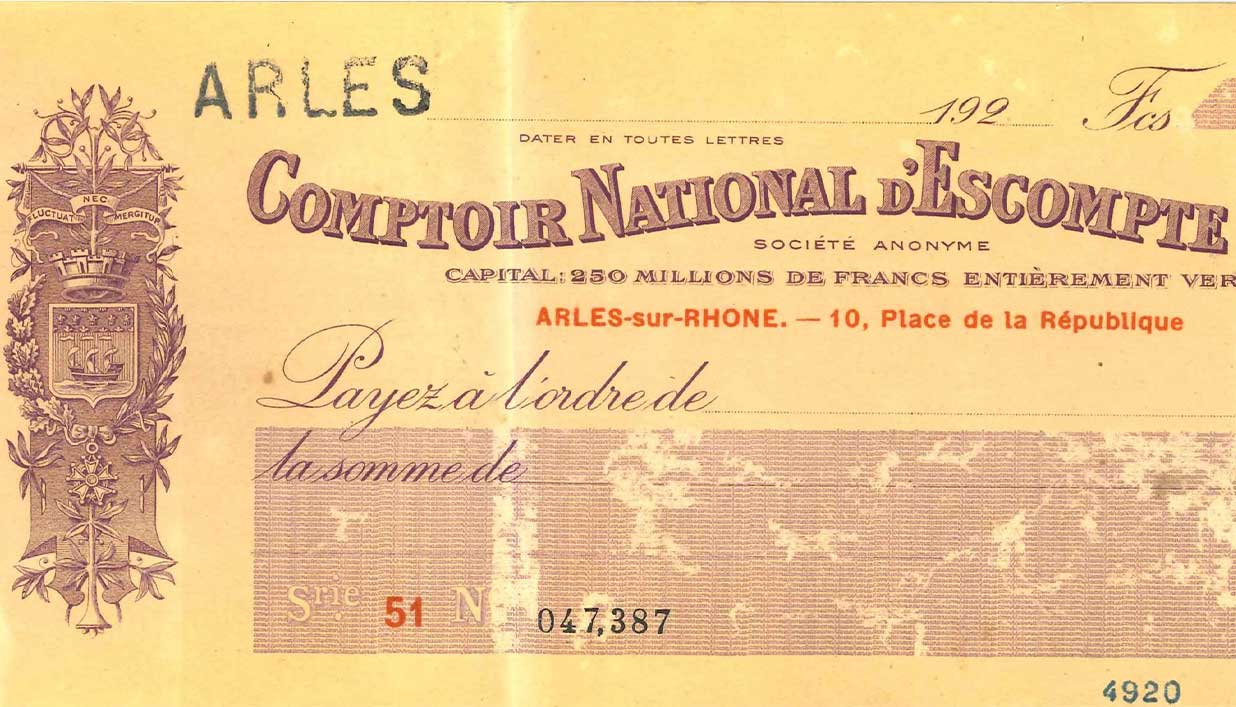 ARLES
192 Fcs
DATER EN TOUTES LETTRES
COMPTOIR NATIONAL D'ESCOMPTE
SOCIÉTÉ ANONYME
CAPITAL: 250 MILLIONS DE FRANCS ENTIÈREMENT VER
ARLES-sur-RHONE. — 10, Place de la République
FLUCTUAT NEC MERGITUR
Payez à l'ordre de
la somme de
Srie 51 N 047,387
4920